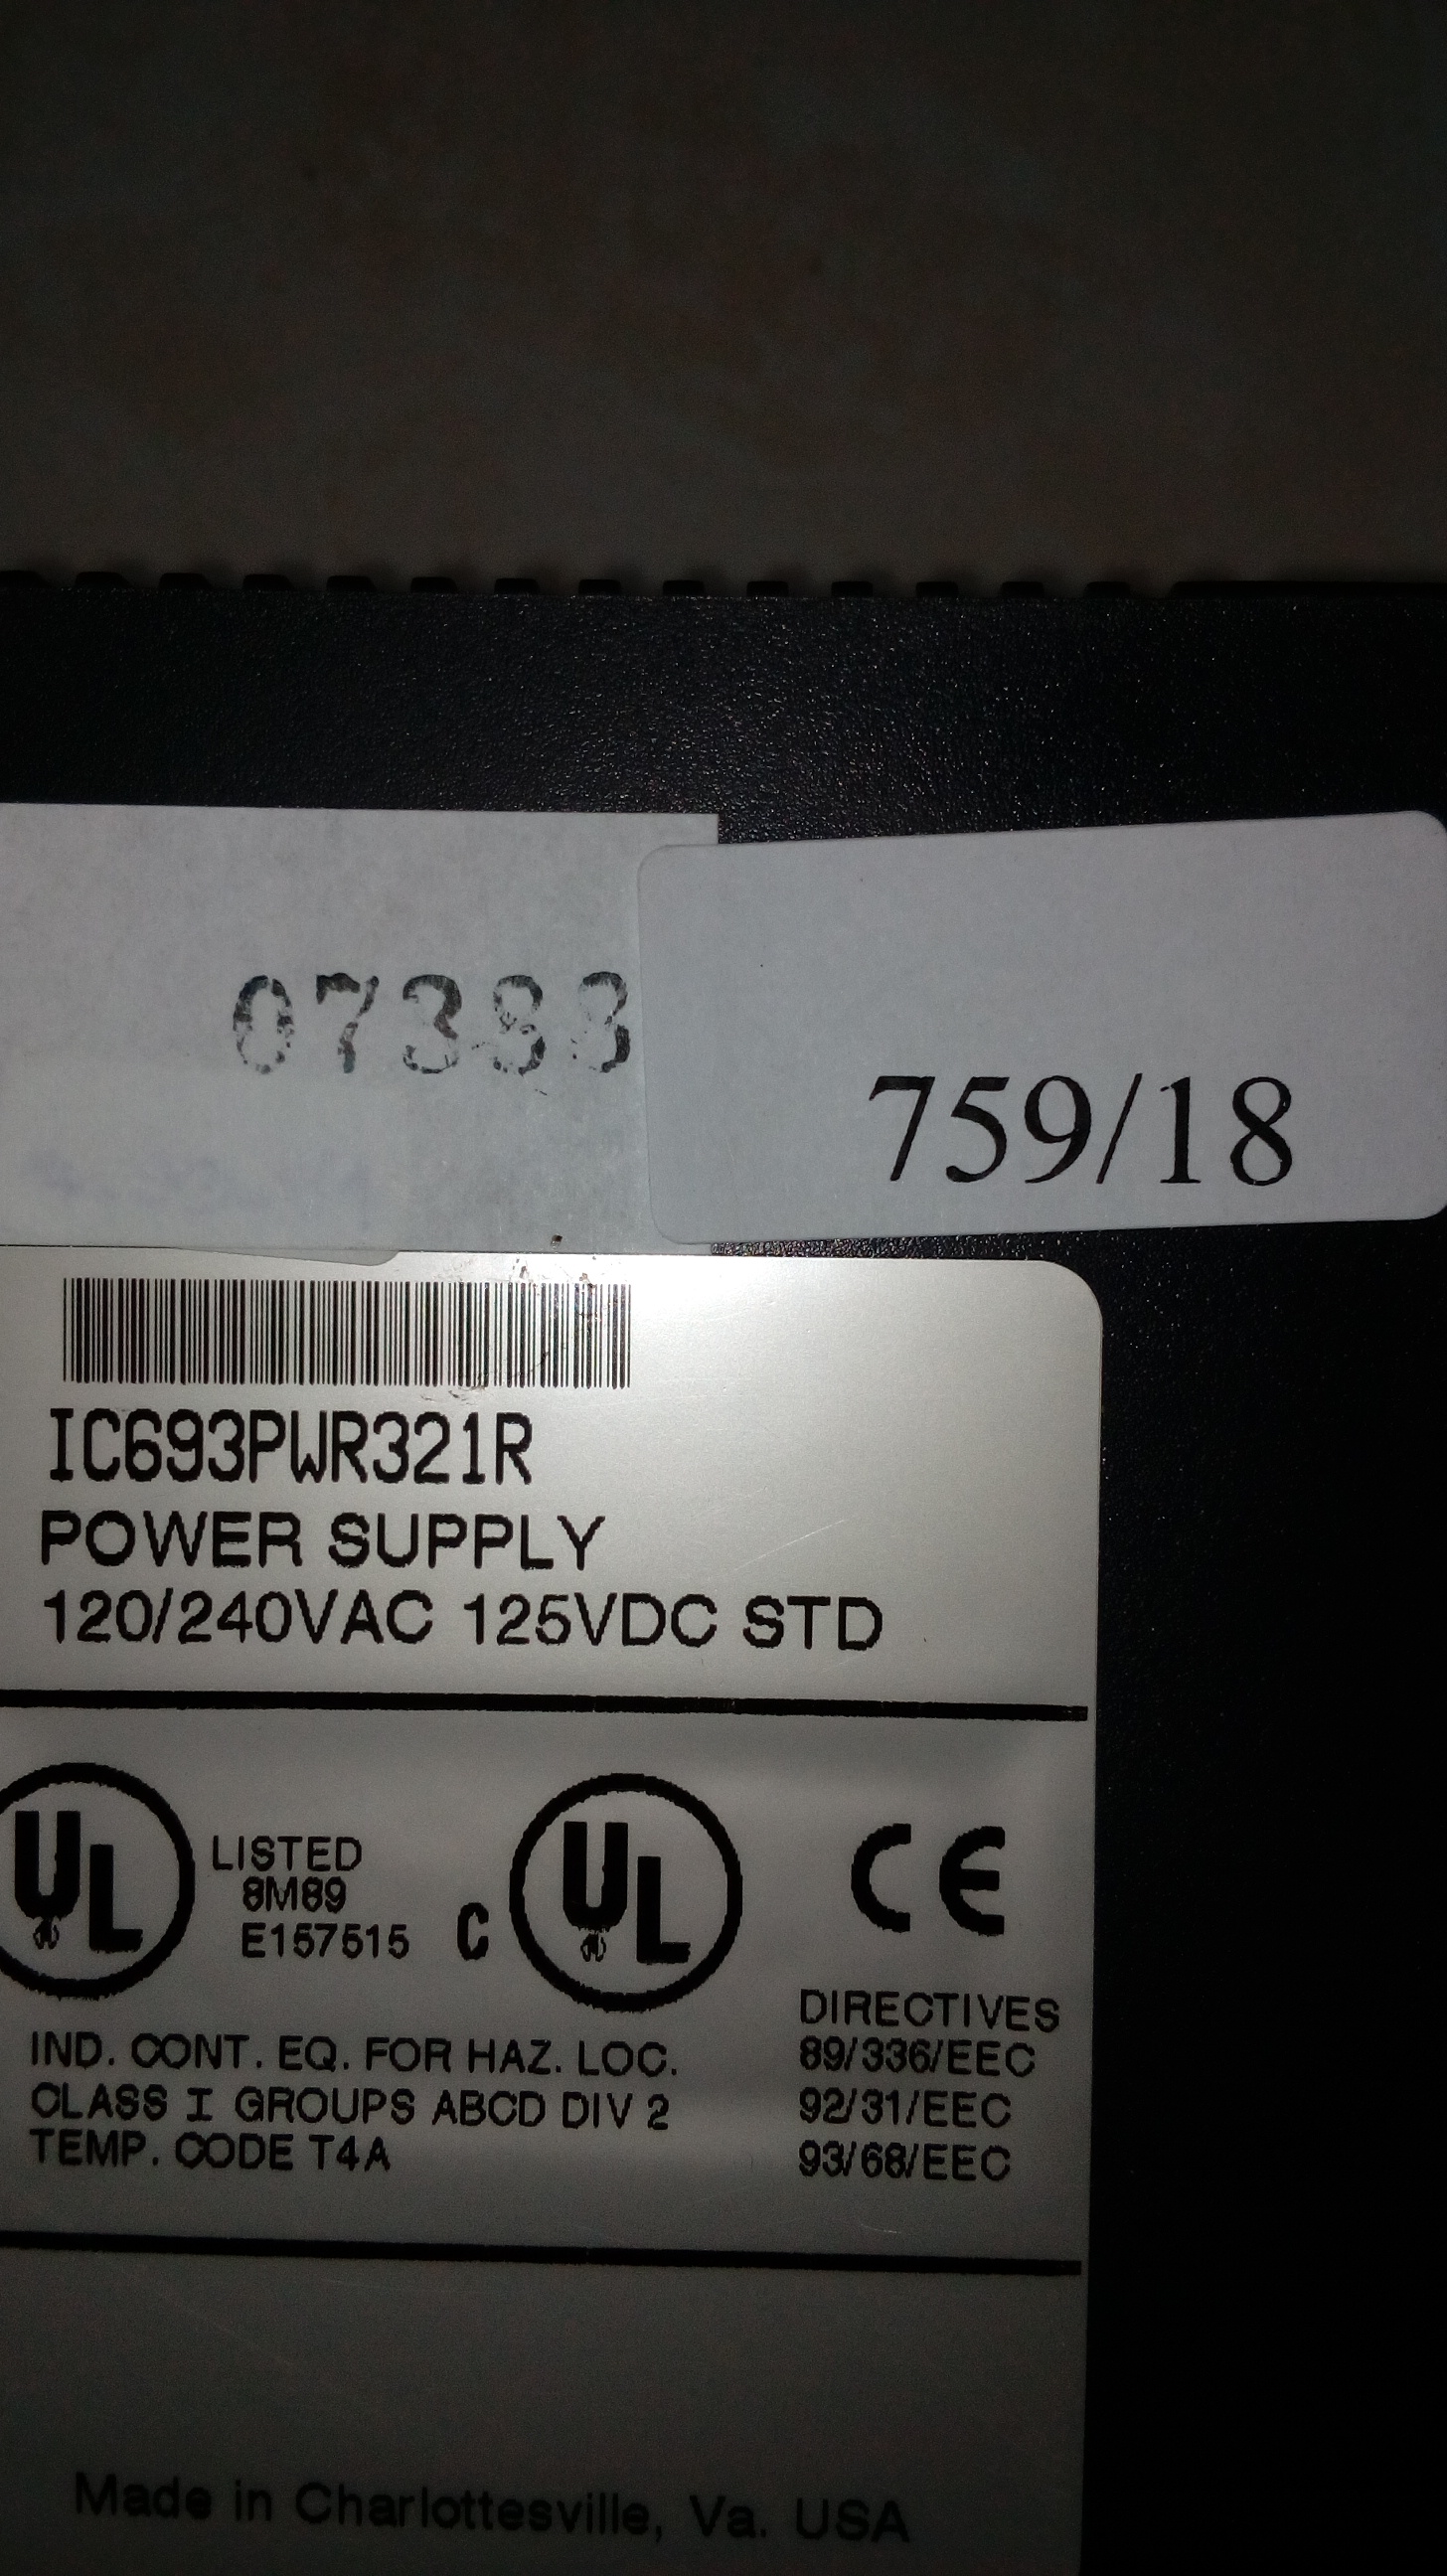 07388
759/18
IC693PWR321R
POWER SUPPLY
120/240VAC 125VDC STD
UL
LISTED
8M89
E157515
C UL
CE
IND. CONT. EQ. FOR HAZ. LOC.
CLASS I GROUPS ABCD DIV 2
TEMP. CODE T4A
DIRECTIVES
89/336/EEC
92/31/EEC
93/68/EEC
Made in Charlottesville, Va. USA